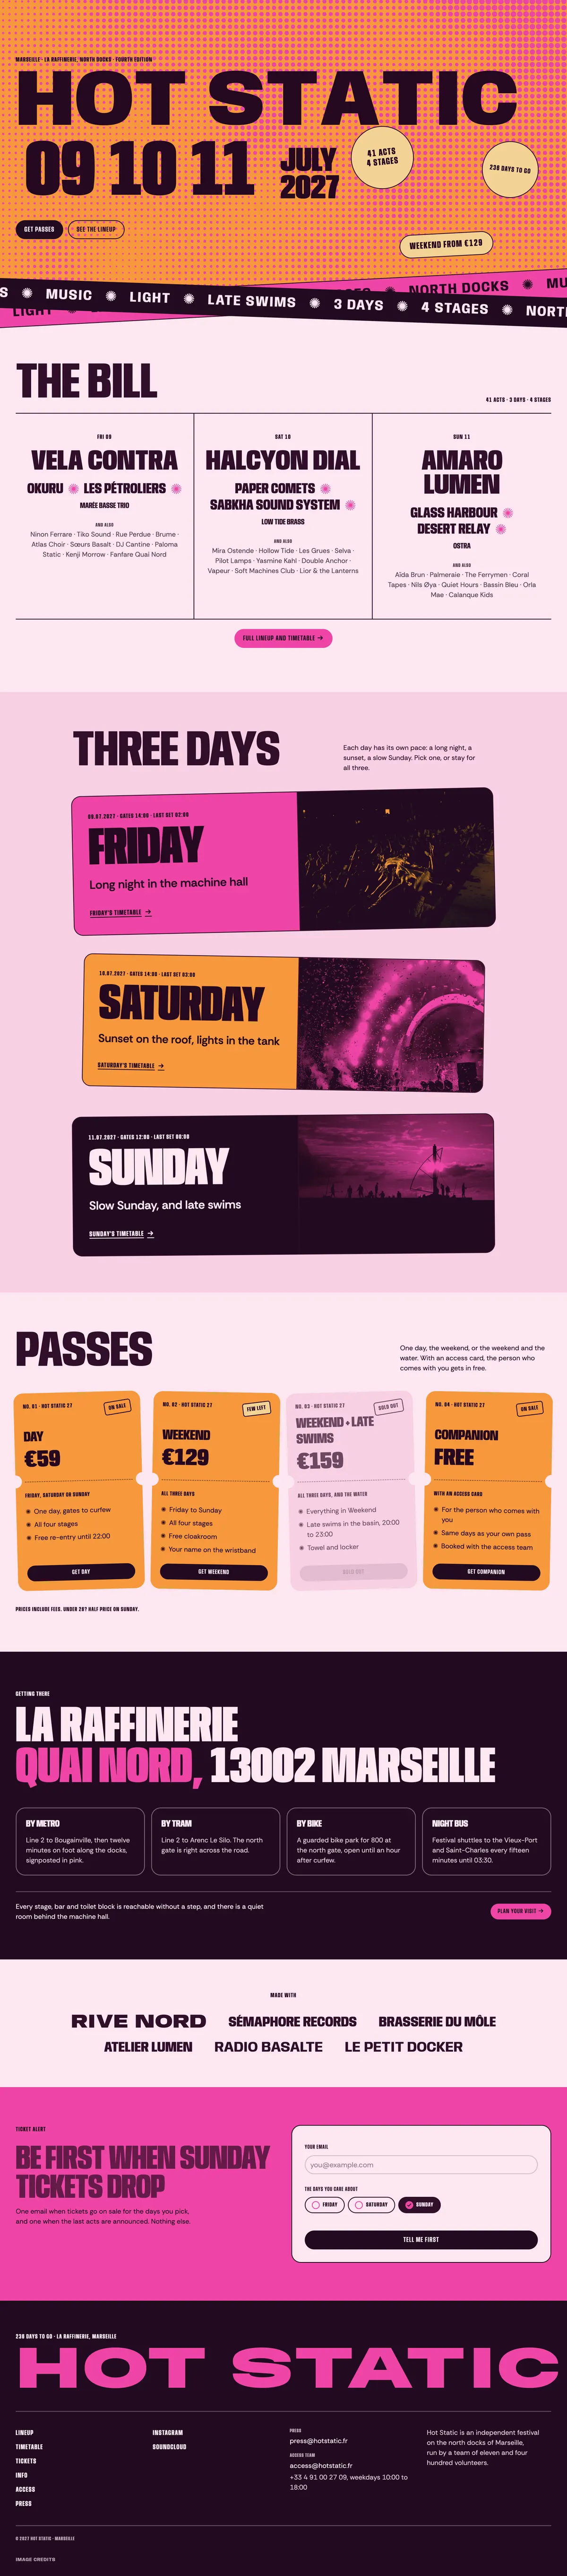 MARSEILLE · LA RAFFINERIE, NORTH DOCKS · FOURTH EDITION
HOT STATIC
09 10 11
JULY
2027
41 ACTS
4 STAGES
230 DAYS TO GO
GET PASSES
SEE THE LINEUP
WEEKEND FROM €129
NORTH DOCKS
MUSIC
LIGHT
LATE SWIMS
3 DAYS
4 STAGES
LIGHT
THE BILL
41 ACTS · 3 DAYS · 4 STAGES
FRI 09
VELA CONTRA
OKURU
LES PÉTROLIERS
MARÉE BASSE TRIO
AND ALSO
Ninon Ferrare · Tiko Sound · Rue Perdue · Brume ·
Atlas Choir · Sœurs Basalt · DJ Cantine · Paloma
Static · Kenji Morrow · Fanfare Quai Nord
SAT 10
HALCYON DIAL
PAPER COMETS
SABKHA SOUND SYSTEM
LOW TIDE BRASS
AND ALSO
Mira Ostende · Hollow Tide · Les Grues · Selva ·
Pilot Lamps · Yasmine Kahl · Double Anchor ·
Vapeur · Soft Machines Club · Lior & the Lanterns
SUN 11
AMARO
LUMEN
GLASS HARBOUR
DESERT RELAY
OSTRA
AND ALSO
Aïda Brun · Palmeraie · The Ferrymen · Coral
Tapes · Nils Øya · Quiet Hours · Bassin Bleu · Orla
Mae · Calanque Kids
FULL LINEUP AND TIMETABLE →
THREE DAYS
Each day has its own pace: a long night, a
sunset, a slow Sunday. Pick one, or stay for
all three.
09.07.2027 · GATES 14:00 · LAST SET 02:00
FRIDAY
Long night in the machine hall
FRIDAY'S TIMETABLE →
10.07.2027 · GATES 14:00 · LAST SET 03:00
SATURDAY
Sunset on the roof, lights in the tank
SATURDAY'S TIMETABLE →
11.07.2027 · GATES 12:00 · LAST SET 00:00
SUNDAY
Slow Sunday, and late swims
SUNDAY'S TIMETABLE →
PASSES
One day, the weekend, or the weekend and the
water. With an access card, the person who
comes with you gets in free.
NO. 01 · HOT STATIC 27
ON SALE
DAY
€59
FRIDAY, SATURDAY OR SUNDAY
One day, gates to curfew
All four stages
Free re-entry until 22:00
GET DAY
NO. 02 · HOT STATIC 27
FEW LEFT
WEEKEND
€129
ALL THREE DAYS
Friday to Sunday
All four stages
Free cloakroom
Your name on the wristband
GET WEEKEND
NO. 03 · HOT STATIC 27
SOLD OUT
WEEKEND + LATE
SWIMS
€159
ALL THREE DAYS, AND THE WATER
Everything in Weekend
Late swims in the basin, 20:00
to 23:00
Towel and locker
SOLD OUT
NO. 04 · HOT STATIC 27
ON SALE
COMPANION
FREE
WITH AN ACCESS CARD
For the person who comes with
you
Same days as your own pass
Booked with the access team
GET COMPANION
PRICES INCLUDE FEES. UNDER 26? HALF PRICE ON SUNDAY.
GETTING THERE
LA RAFFINERIE
QUAI NORD, 13002 MARSEILLE
BY METRO
Line 2 to Bougainville, then twelve
minutes on foot along the docks,
signposted in pink.
BY TRAM
Line 2 to Arenc Le Silo. The north
gate is right across the road.
BY BIKE
A guarded bike park for 800 at
the north gate, open until an hour
after curfew.
NIGHT BUS
Festival shuttles to the Vieux-Port
and Saint-Charles every fifteen
minutes until 03:30.
Every stage, bar and toilet block is reachable without a step, and there is a quiet
room behind the machine hall.
PLAN YOUR VISIT →
MADE WITH
RIVE NORD
SÉMAPHORE RECORDS
BRASSERIE DU MÔLE
ATELIER LUMEN
RADIO BASALTE
LE PETIT DOCKER
TICKET ALERT
BE FIRST WHEN SUNDAY
TICKETS DROP
One email when tickets go on sale for the days you pick,
and one when the last acts are announced. Nothing else.
YOUR EMAIL
you@example.com
THE DAYS YOU CARE ABOUT
FRIDAY
SATURDAY
SUNDAY
TELL ME FIRST
230 DAYS TO GO · LA RAFFINERIE, MARSEILLE
HOT STATIC
LINEUP
TIMETABLE
TICKETS
INFO
ACCESS
PRESS
INSTAGRAM
SOUNDCLOUD
PRESS
press@hotstatic.fr
ACCESS TEAM
access@hotstatic.fr
+33 4 91 00 27 09, weekdays 10:00 to
18:00
Hot Static is an independent festival
on the north docks of Marseille,
run by a team of eleven and four
hundred volunteers.
© 2027 HOT STATIC · MARSEILLE
IMAGE CREDITS